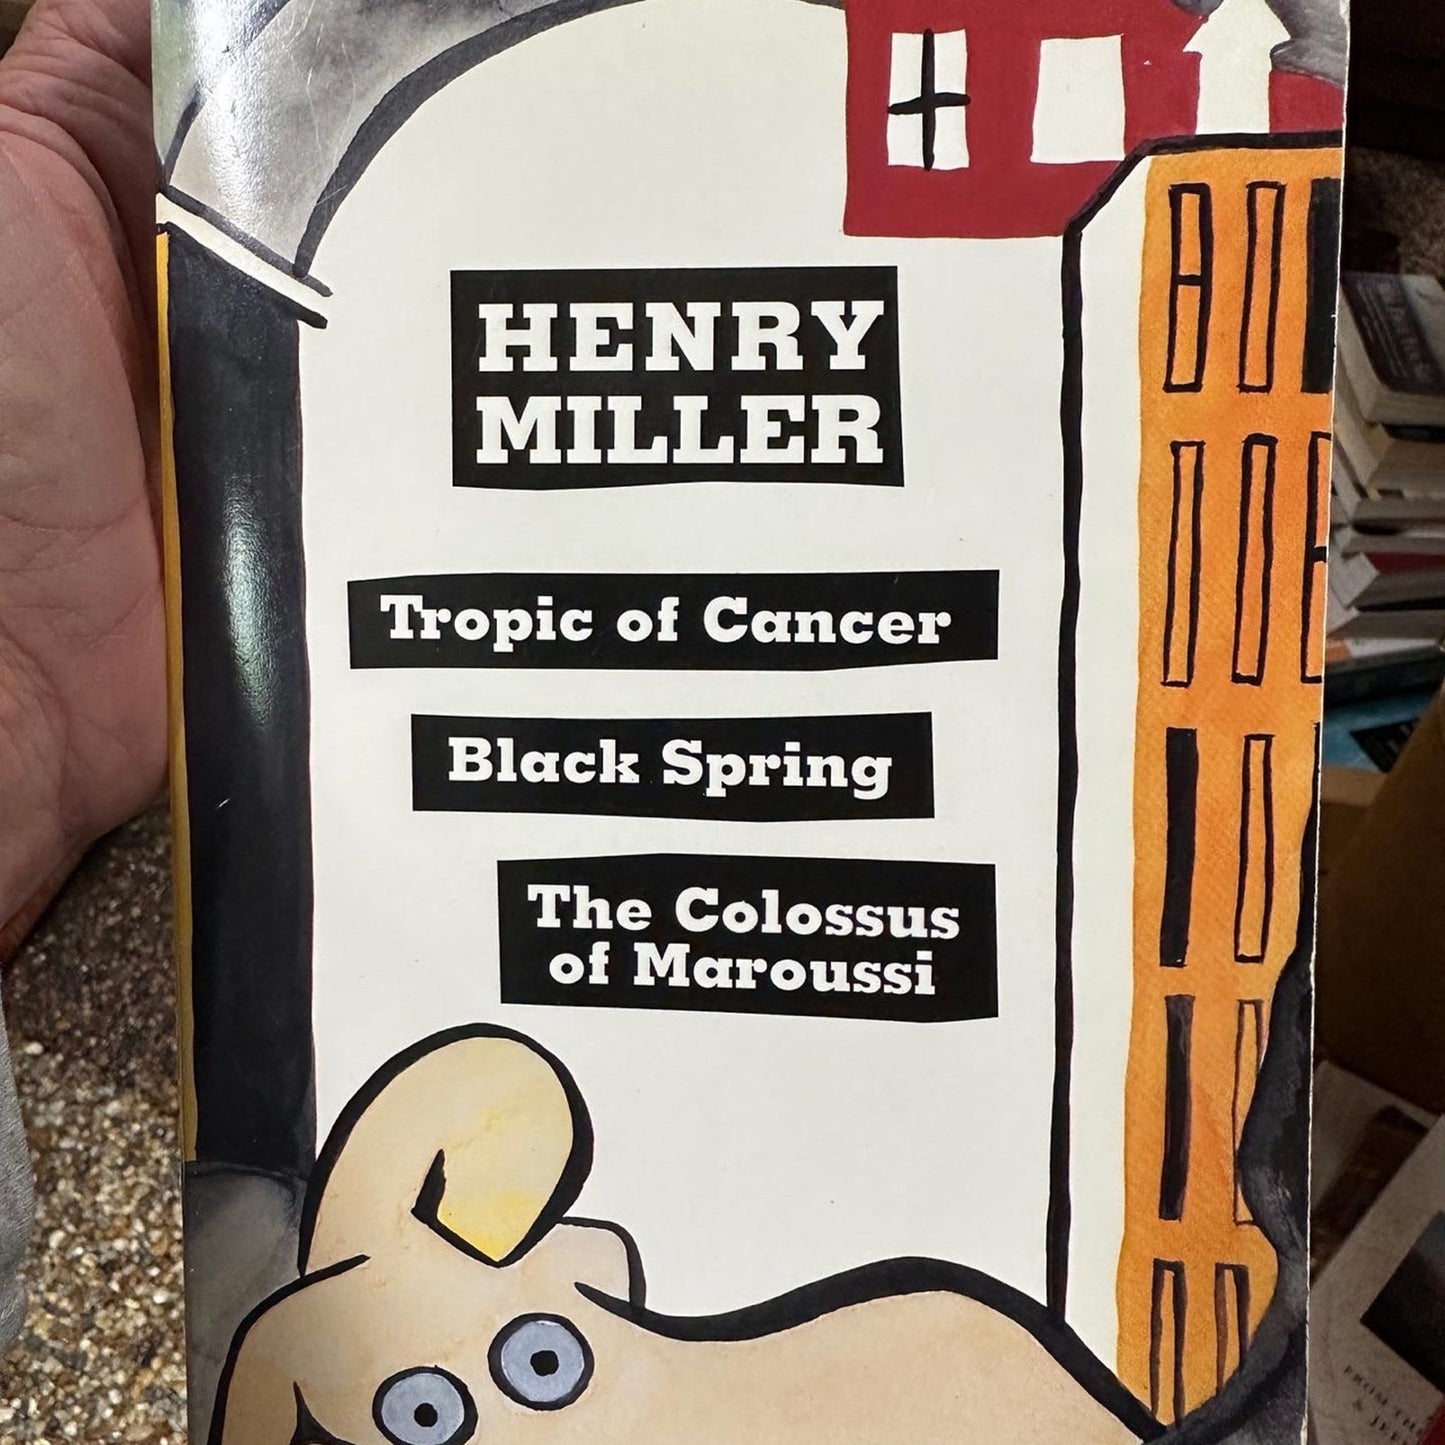 HENRY
MILLER
Tropic of Cancer
Black Spring
The Colossus
of Maroussi